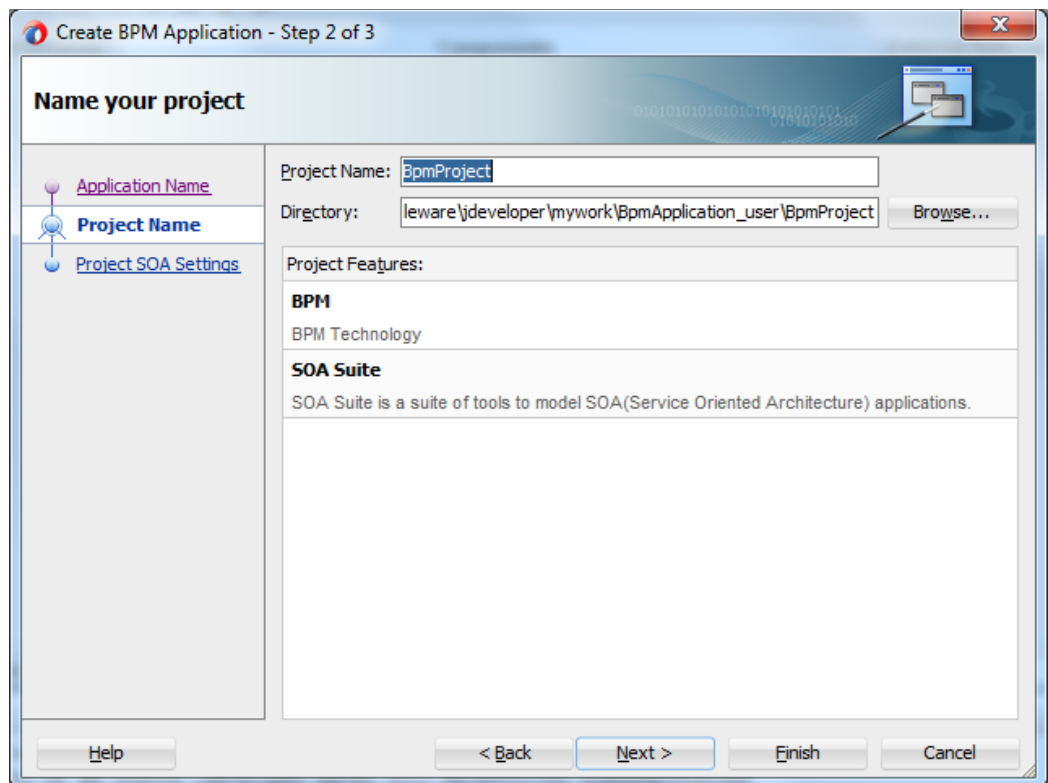 Create BPM Application - Step 2 of 3
Name your project
Application Name
Project Name
Project SOA Settings
Project Name: BpmProject
Directory: leware\jdeveloper\mywork\BpmApplication_user\BpmProject Browse...
Project Features:
BPM
BPM Technology
SOA Suite
SOA Suite is a suite of tools to model SOA(Service Oriented Architecture) applications.
Help < Back Next > Finish Cancel